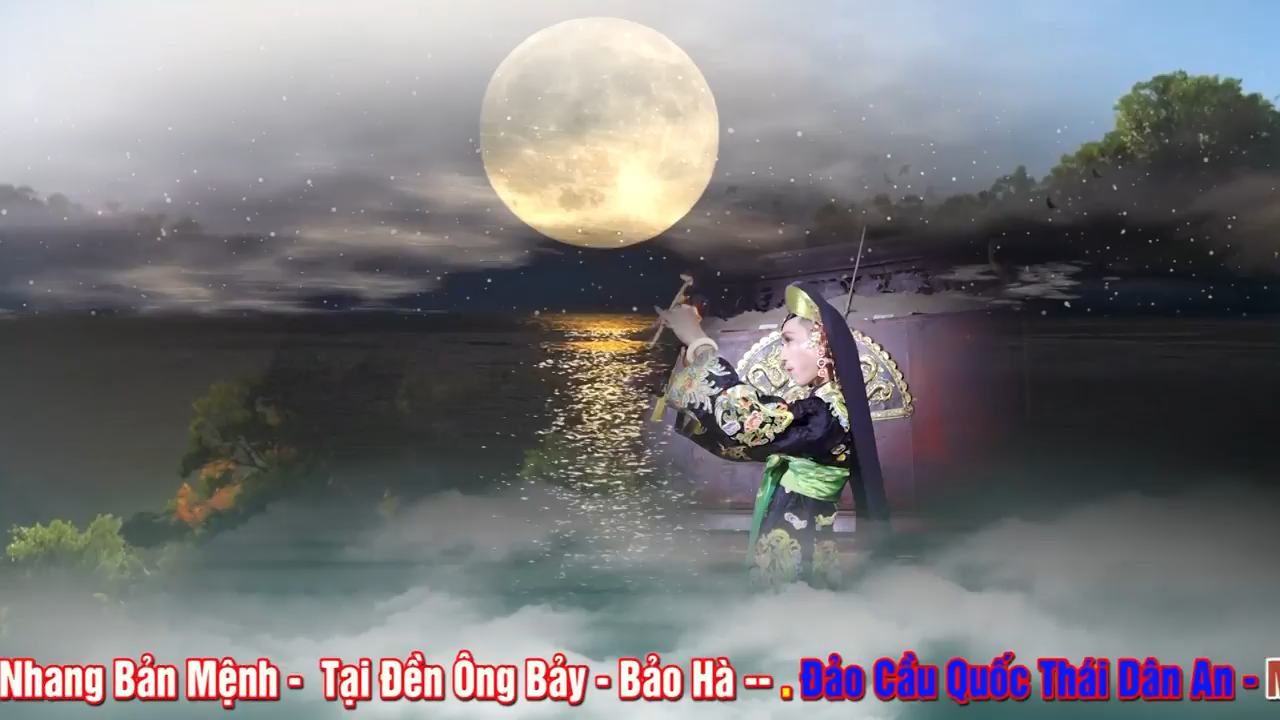 Nhang Bản Mệnh - Tại Đền Ông Bảy - Bảo Hà -- . Đảo Cầu Quốc Thái Dân An -